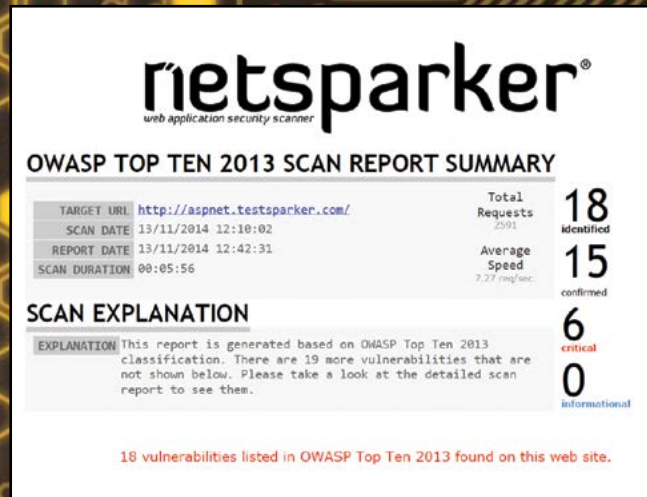 netsparker®
web application security scanner
OWASP TOP TEN 2013 SCAN REPORT SUMMARY
TARGET URL http://aspnet.testsparker.com/
SCAN DATE 13/11/2014 12:10:02
REPORT DATE 13/11/2014 12:42:31
SCAN DURATION 00:05:56
Total
Requests
2591
Average
Speed
7.27 req/sec.
18
identified
15
confirmed
6
critical
0
informational
SCAN EXPLANATION
EXPLANATION This report is generated based on OWASP Top Ten 2013
classification. There are 19 more vulnerabilities that are
not shown below. Please take a look at the detailed scan
report to see them.
18 vulnerabilities listed in OWASP Top Ten 2013 found on this web site.